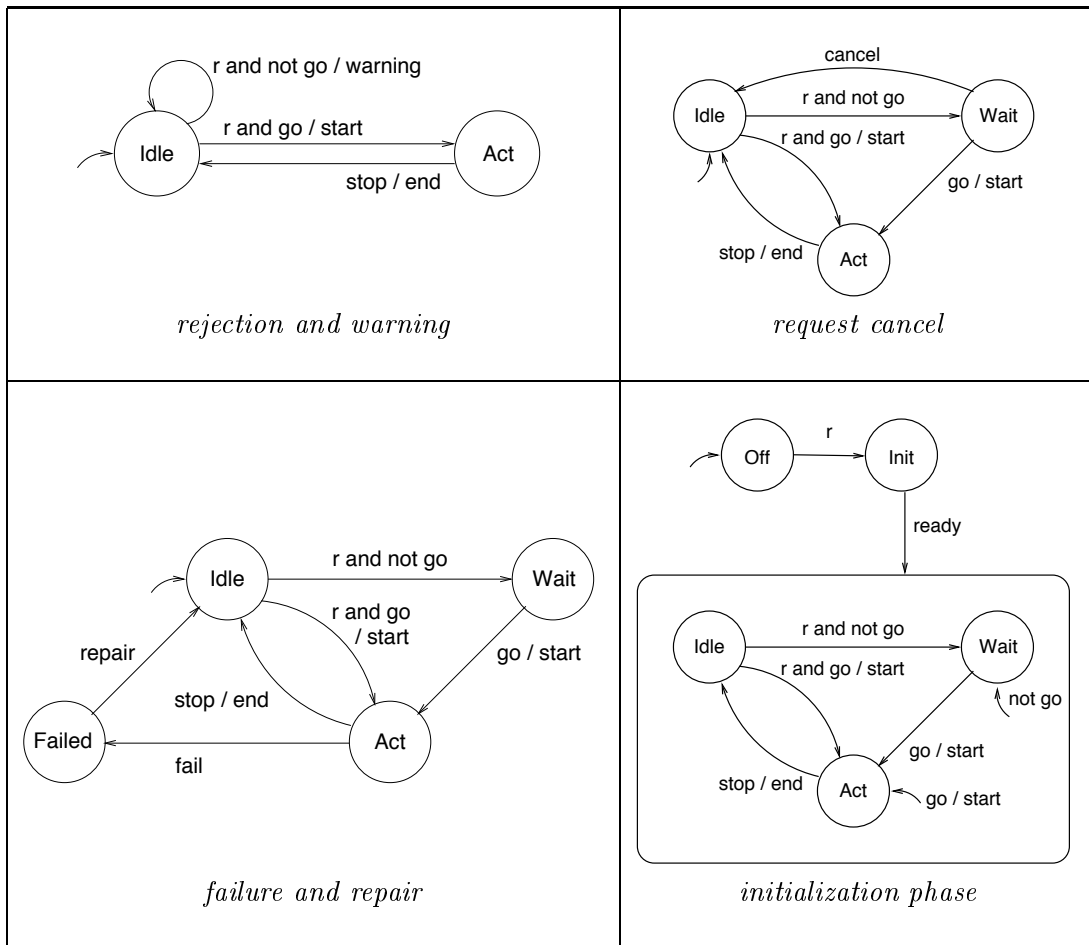 r and not go / warning
r and go / start
Idle
Act
stop / end
rejection and warning
cancel
Idle
r and not go
Wait
r and go / start
go / start
stop / end
Act
request cancel
Idle
r and not go
Wait
r and go
/ start
repair
go / start
stop / end
Failed
Act
fail
failure and repair
Off
r
Init
ready
Idle
r and not go
Wait
r and go / start
not go
go / start
stop / end
Act
go / start
initialization phase